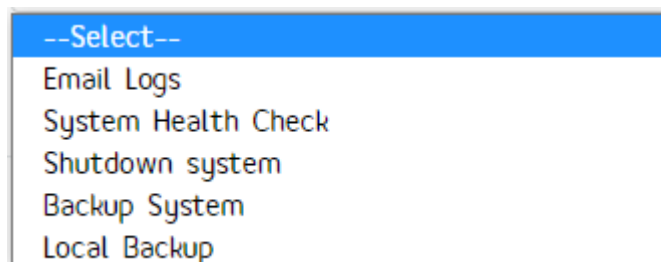 --Select--
Email Logs
System Health Check
Shutdown system
Backup System
Local Backup